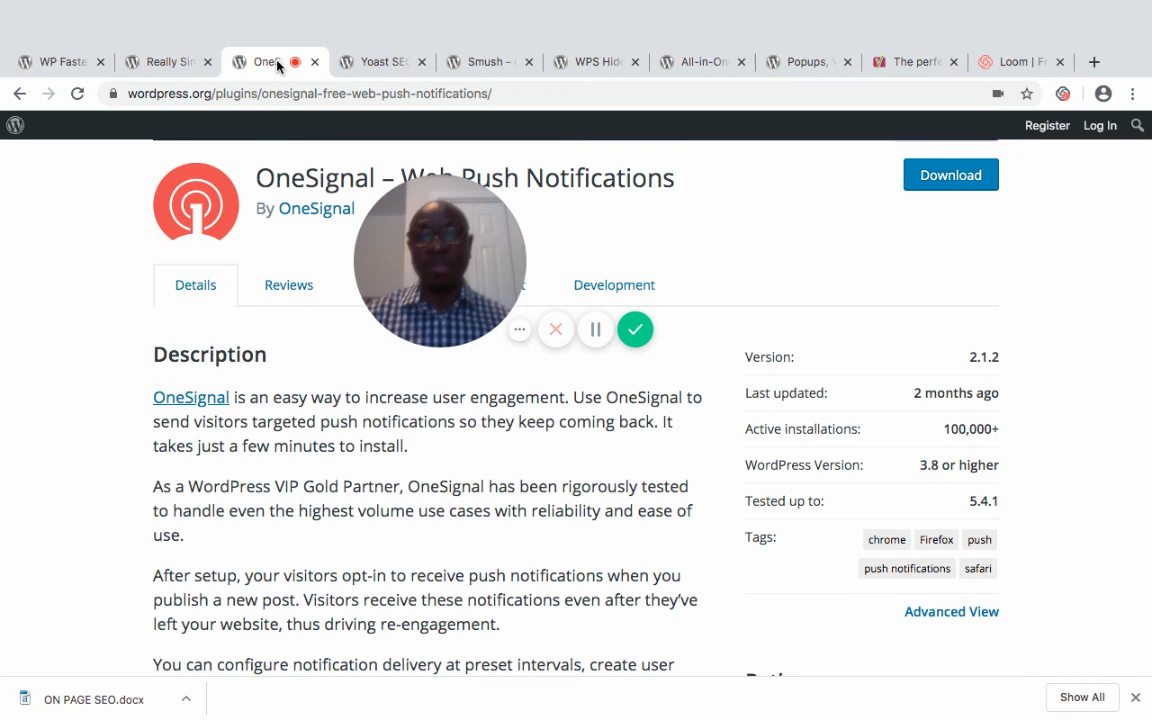 WP Faste
Really Sin
OneS
Yoast SEO
Smush –
WPS Hide
All-in-On
Popups,
The perfe
Loom | Fr
wordpress.org/plugins/onesignal-free-web-push-notifications/
Register
Log In
OneSignal – Web Push Notifications
Download
By OneSignal
Details
Reviews
Development
Description
OneSignal is an easy way to increase user engagement. Use OneSignal to
send visitors targeted push notifications so they keep coming back. It
takes just a few minutes to install.
As a WordPress VIP Gold Partner, OneSignal has been rigorously tested
to handle even the highest volume use cases with reliability and ease of
use.
After setup, your visitors opt-in to receive push notifications when you
publish a new post. Visitors receive these notifications even after they’ve
left your website, thus driving re-engagement.
You can configure notification delivery at preset intervals, create user
Version: 2.1.2
Last updated: 2 months ago
Active installations: 100,000+
WordPress Version: 3.8 or higher
Tested up to: 5.4.1
Tags: chrome Firefox push
push notifications safari
Advanced View
ON PAGE SEO.docx
Show All